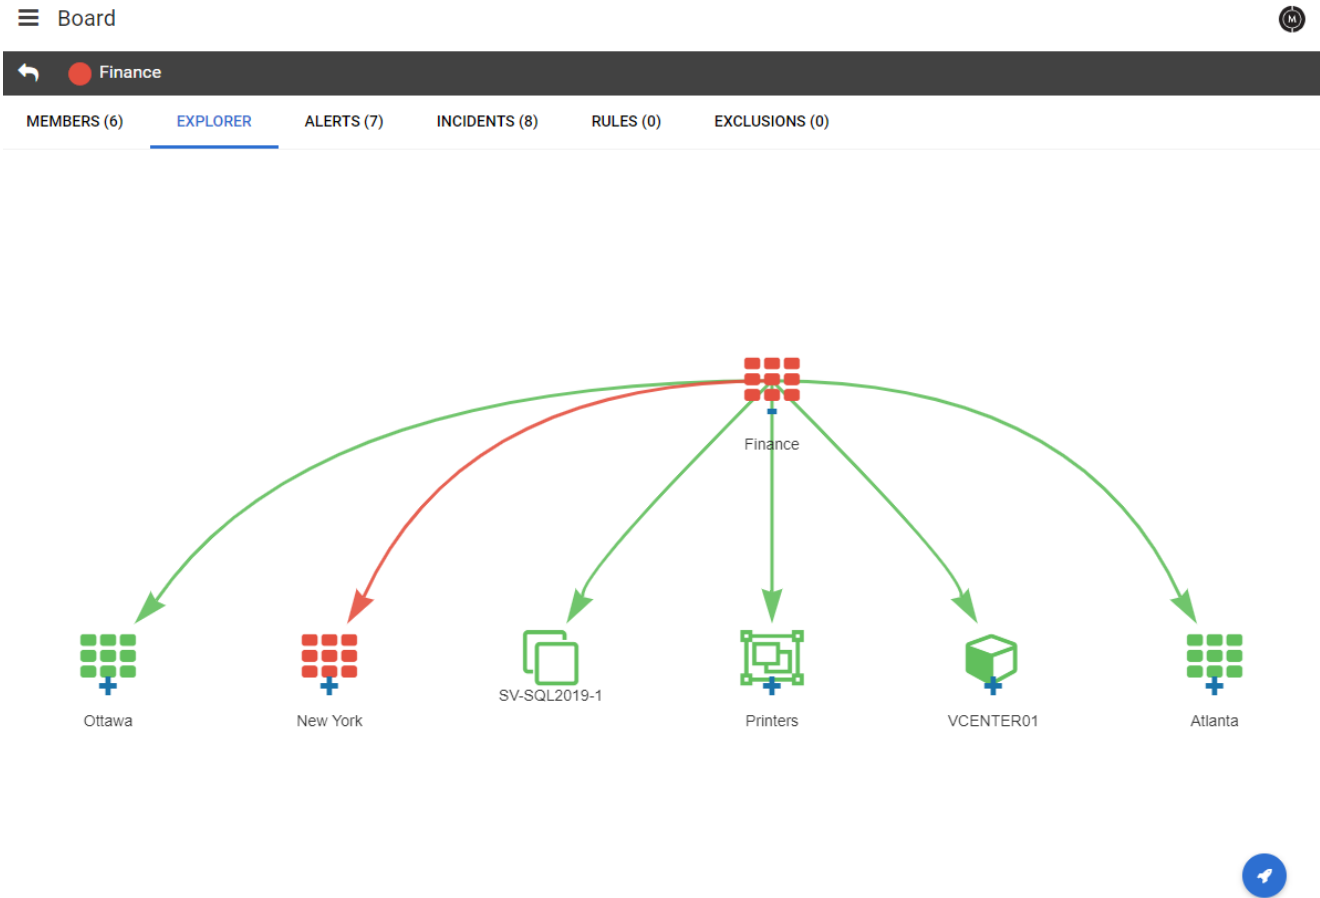 Board
M
Finance
MEMBERS (6) EXPLORER ALERTS (7) INCIDENTS (8) RULES (0) EXCLUSIONS (0)
Finance
SV-SQL2019-1
Ottawa New York Printers VCENTER01 Atlanta